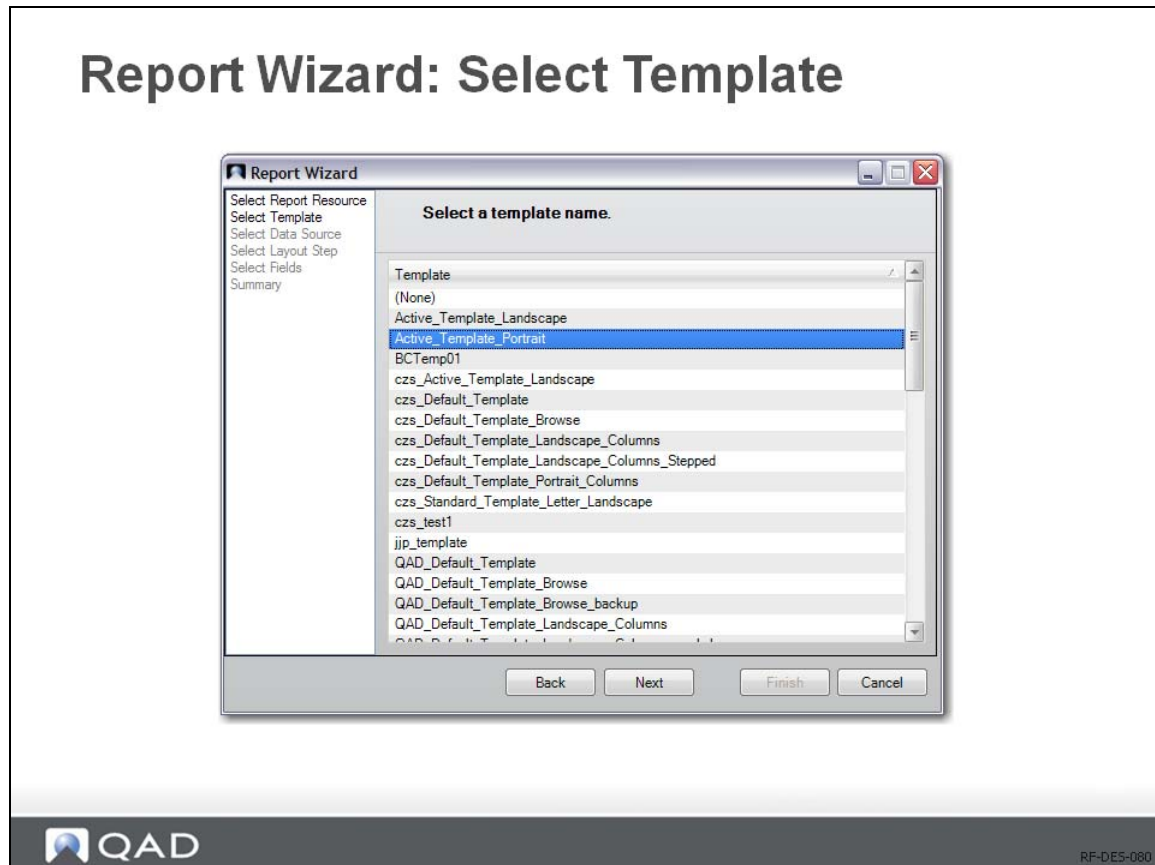 Report Wizard: Select Template
Report Wizard
Select Report Resource
Select Template
Select Data Source
Select Layout Step
Select Fields
Summary
Select a template name.
Template
(None)
Active_Template_Landscape
Active_Template_Portrait
BCTemp01
czs_Active_Template_Landscape
czs_Default_Template
czs_Default_Template_Browse
czs_Default_Template_Landscape_Columns
czs_Default_Template_Landscape_Columns_Stepped
czs_Default_Template_Portrait_Columns
czs_Standard_Template_Letter_Landscape
czs_test1
jjp_template
QAD_Default_Template
QAD_Default_Template_Browse
QAD_Default_Template_Browse_backup
QAD_Default_Template_Landscape_Columns
Back Next Finish Cancel
QAD
RF-DES-080